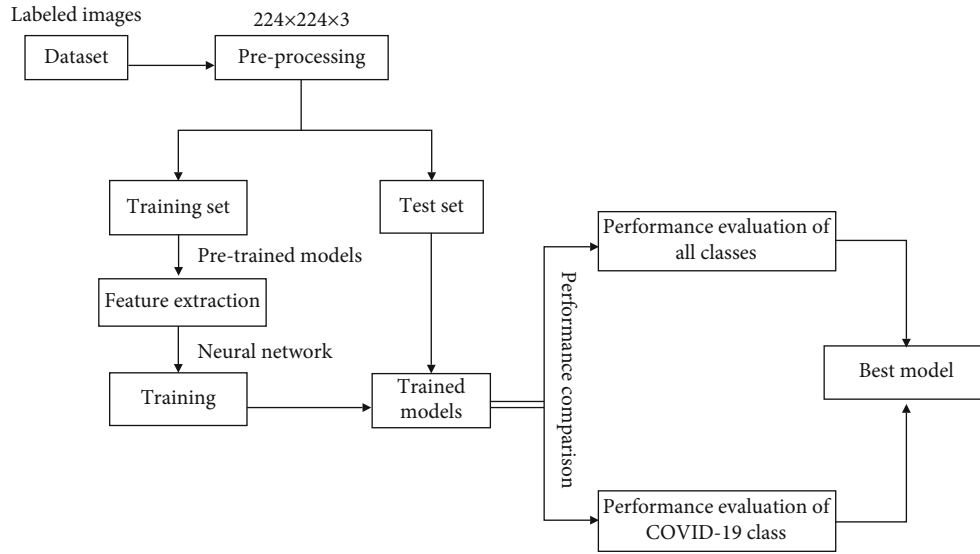 Labeled images
224×224×3
Dataset
Pre-processing
Training set
Test set
Pre-trained models
Feature extraction
Neural network
Training
Trained
models
Performance comparison
Performance evaluation of
all classes
Best model
Performance evaluation of
COVID-19 class